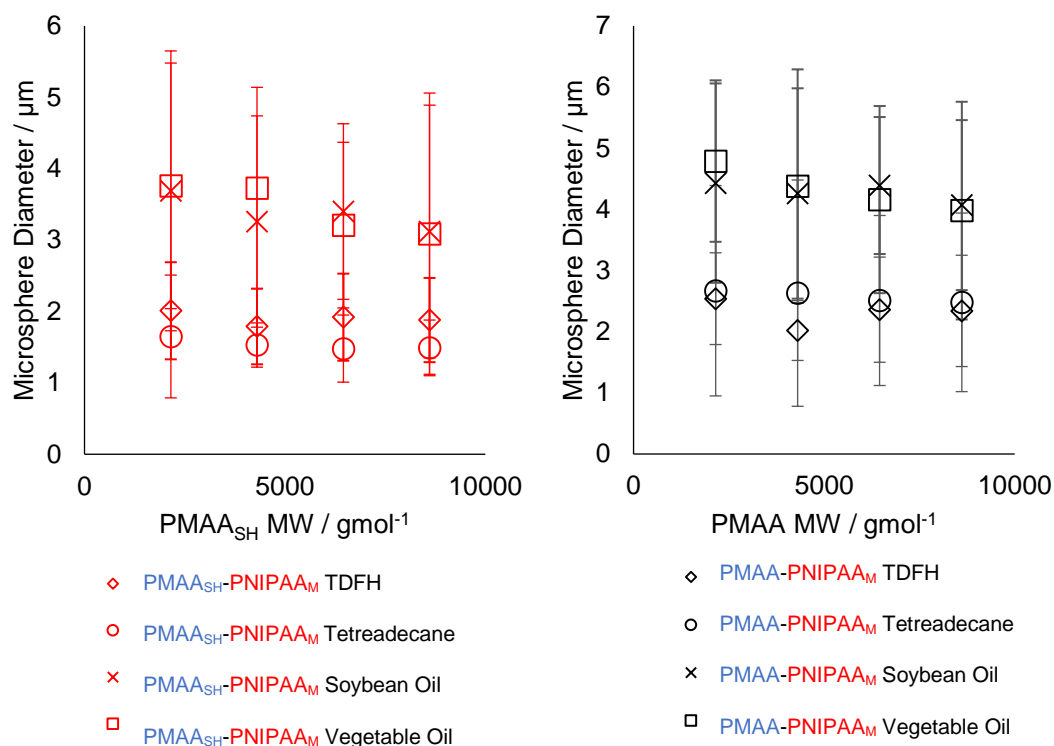 6
5
4
3
2
1
0
Microsphere Diameter / µm
0 5000 10000
PMAASH MW / gmol-1
PMAASH-PNIPAAM TDFH
PMAASH-PNIPAAM Tetreadecane
PMAASH-PNIPAAM Soybean Oil
PMAASH-PNIPAAM Vegetable Oil
7
6
5
4
3
2
1
0
Microsphere Diameter / µm
0 5000 10000
PMAA MW / gmol-1
PMAA-PNIPAAM TDFH
PMAA-PNIPAAM Tetreadecane
PMAA-PNIPAAM Soybean Oil
PMAA-PNIPAAM Vegetable Oil